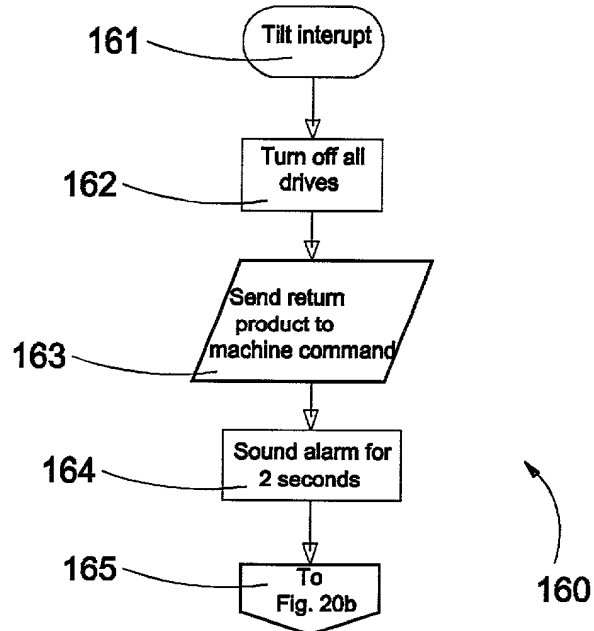 161
Tilt interupt
162
Turn off all
drives
163
Send return
product to
machine command
164
Sound alarm for
2 seconds
165
To
Fig. 20b
160